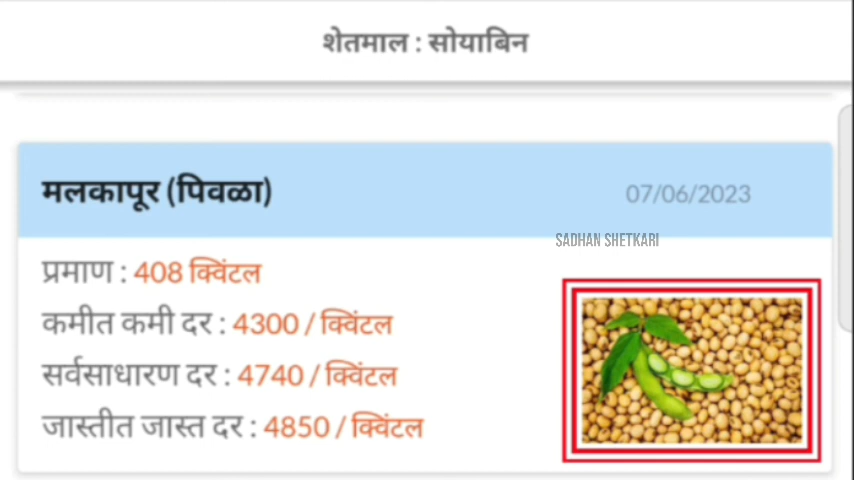 शेतमाल : सोयाबिन
मलकापूर (पिवळा)
07/06/2023
SADHAN SHETKARI
प्रमाण : 408 क्विंटल
कमीत कमी दर : 4300 / क्विंटल
सर्वसाधारण दर : 4740 / क्विंटल
जास्तीत जास्त दर : 4850 / क्विंटल